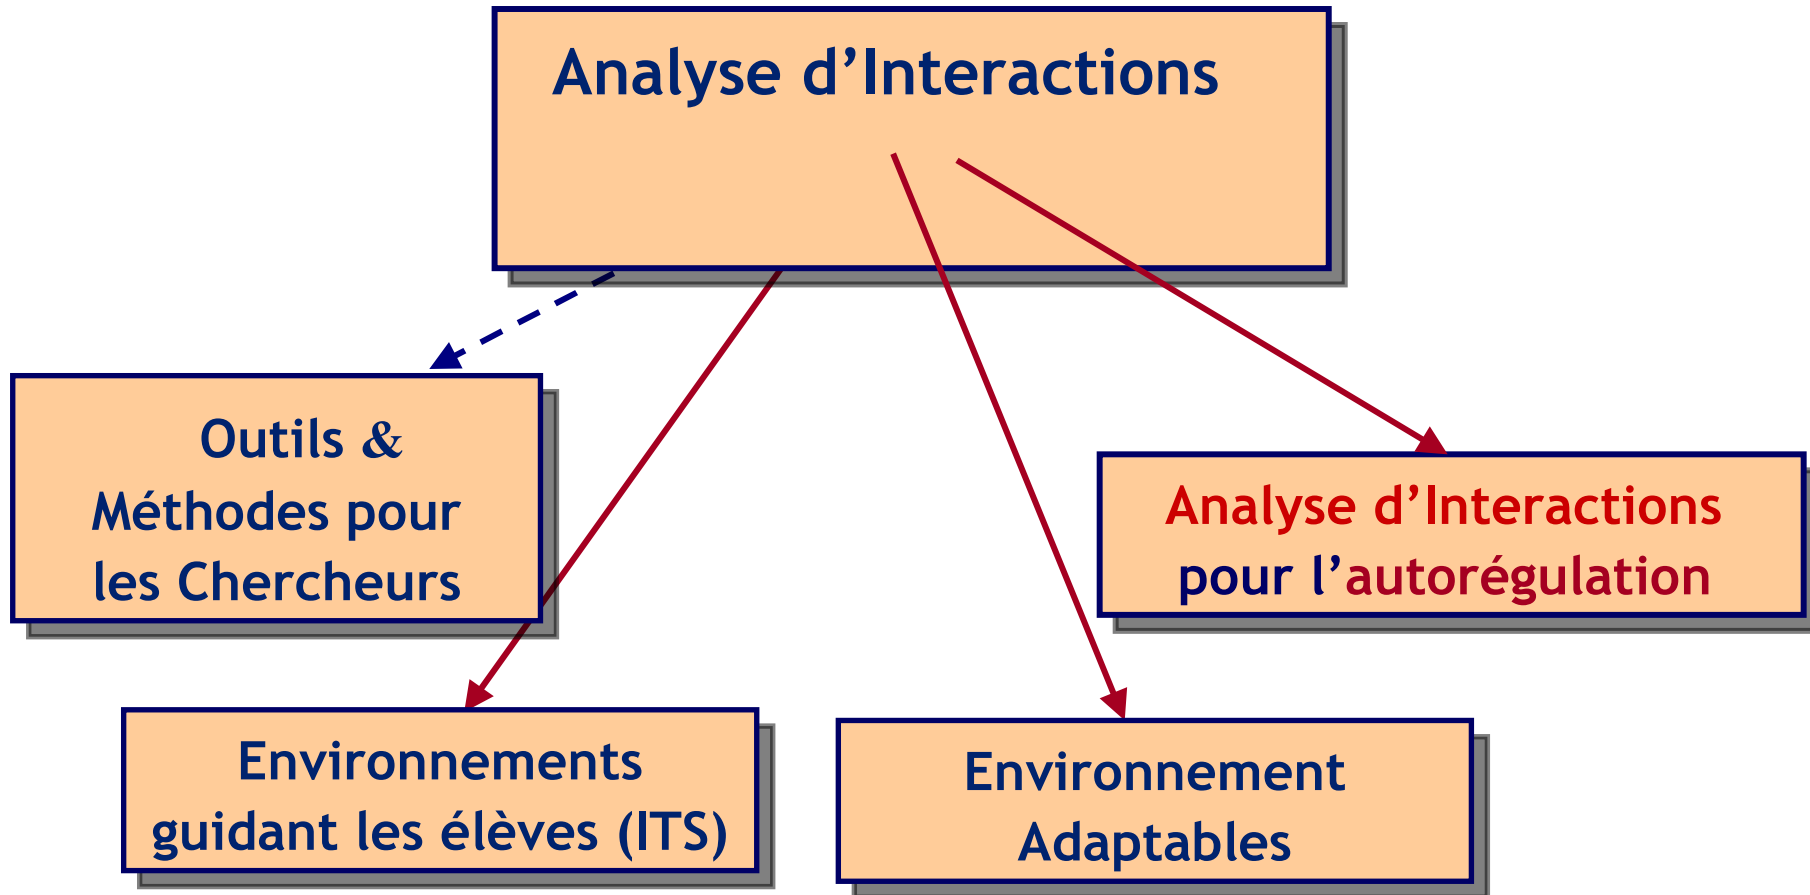 Analyse d’Interactions
Outils &
Méthodes pour
les Chercheurs
Analyse d’Interactions
pour l’autorégulation
Environnements
guidant les élèves (ITS)
Environnement
Adaptables